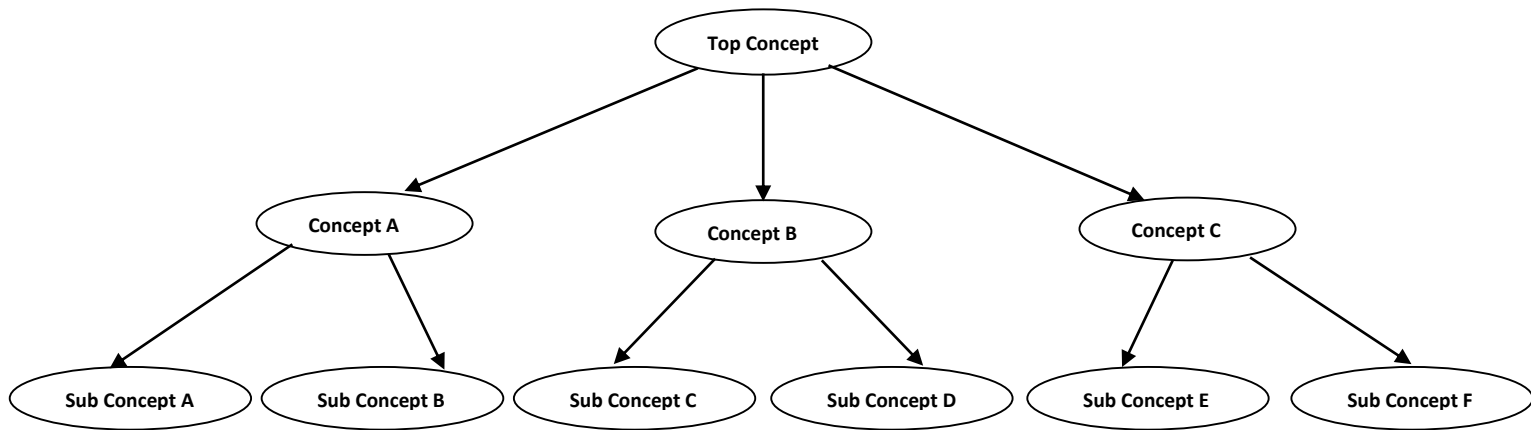 Top Concept
Concept A
Concept B
Concept C
Sub Concept A
Sub Concept B
Sub Concept C
Sub Concept D
Sub Concept E
Sub Concept F